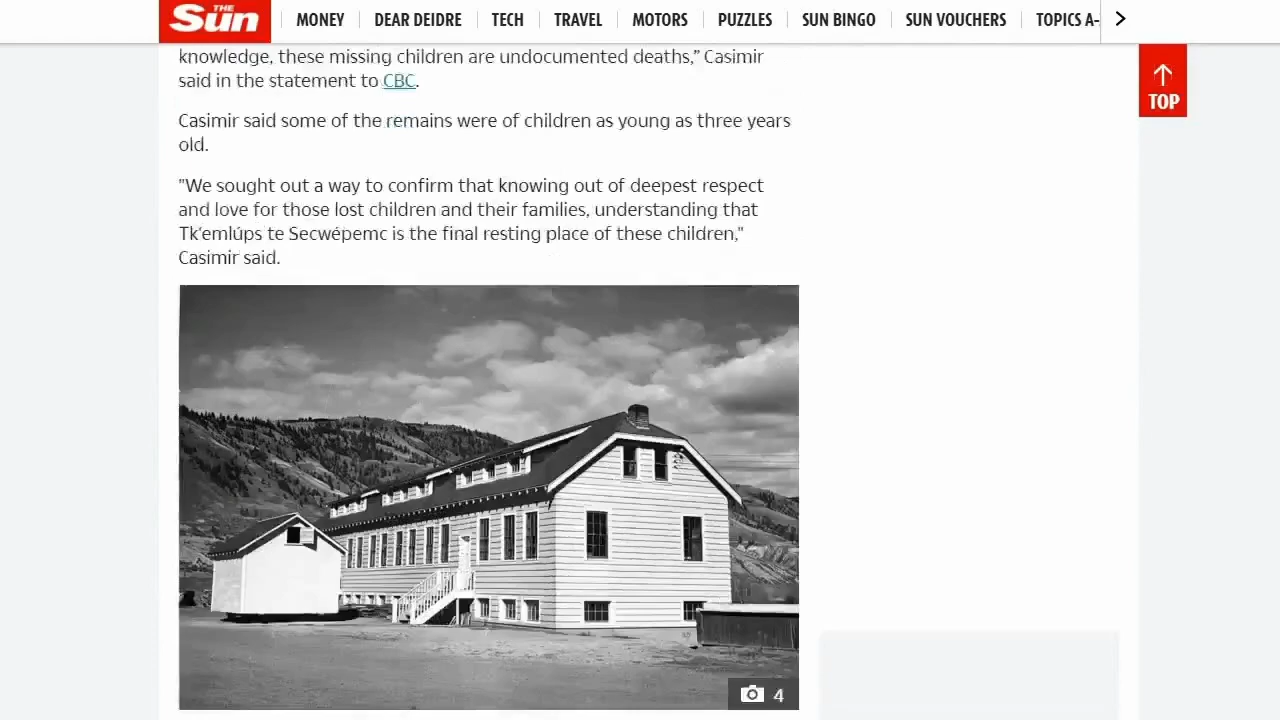 THE
Sun
MONEY
DEAR DEIDRE
TECH
TRAVEL
MOTORS
PUZZLES
SUN BINGO
SUN VOUCHERS
TOPICS A-
knowledge, these missing children are undocumented deaths,” Casimir
said in the statement to CBC.
TOP
Casimir said some of the remains were of children as young as three years
old.
"We sought out a way to confirm that knowing out of deepest respect
and love for those lost children and their families, understanding that
Tk’emlúps te Secwépemc is the final resting place of these children,"
Casimir said.
4